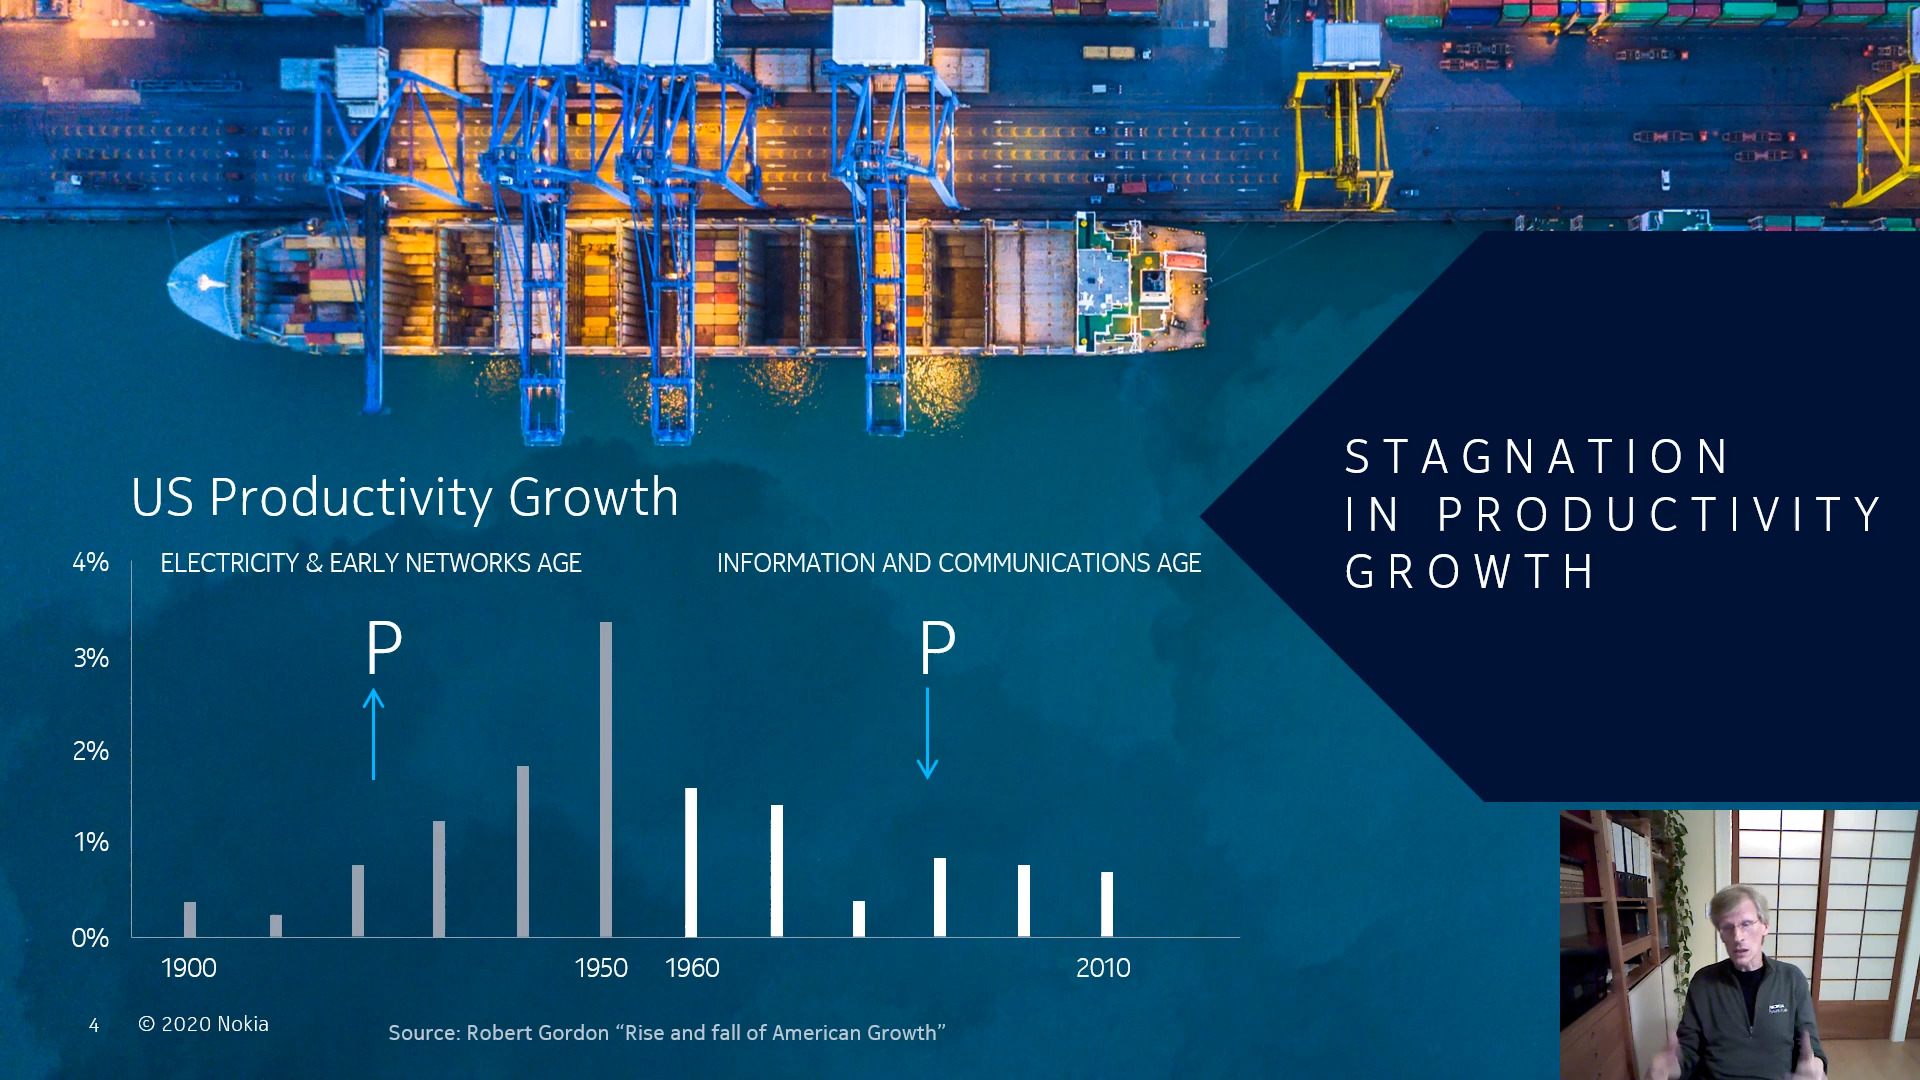 STAGNATION
IN PRODUCTIVITY
GROWTH
US Productivity Growth
ELECTRICITY & EARLY NETWORKS AGE
INFORMATION AND COMMUNICATIONS AGE
4%
3%
2%
1%
0%
P
P
1900
1950
1960
2010
4
© 2020 Nokia
Source: Robert Gordon “Rise and fall of American Growth”
NOKIA